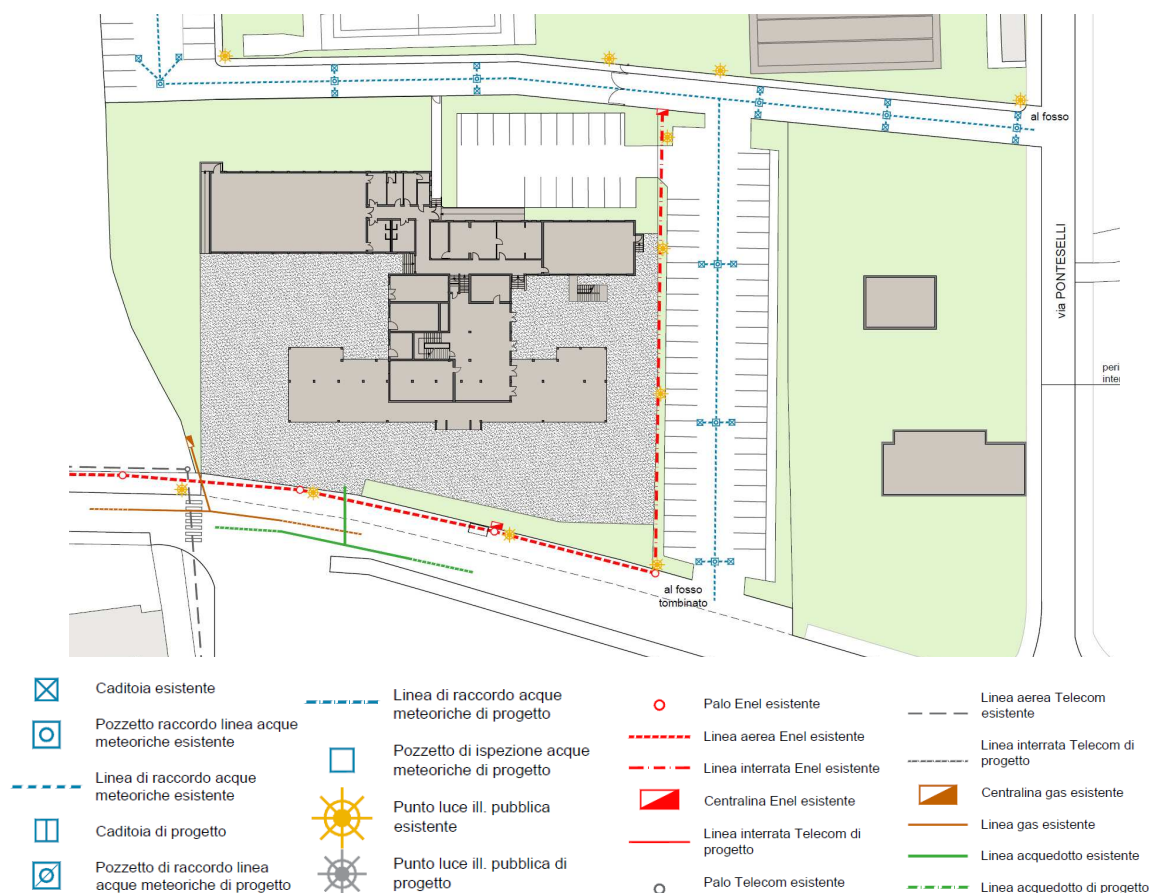 al fosso
via PONTESELLI
peri
inter
al fosso
tombinato
Caditoia esistente
Pozzetto raccordo linea acque
meteoriche esistente
Linea di raccordo acque
meteoriche esistente
Caditoia di progetto
Pozzetto di raccordo linea
acque meteoriche di progetto
Linea di raccordo acque
meteoriche di progetto
Pozzetto di ispezione acque
meteoriche di progetto
Punto luce ill. pubblica
esistente
Punto luce ill. pubblica di
progetto
Palo Enel esistente
Linea aerea Enel esistente
Linea interrata Enel esistente
Centralina Enel esistente
Linea interrata Telecom di
progetto
Palo Telecom esistente
Linea aerea Telecom
esistente
Linea interrata Telecom di
progetto
Centralina gas esistente
Linea gas esistente
Linea acquedotto esistente
Linea acquedotto di progetto